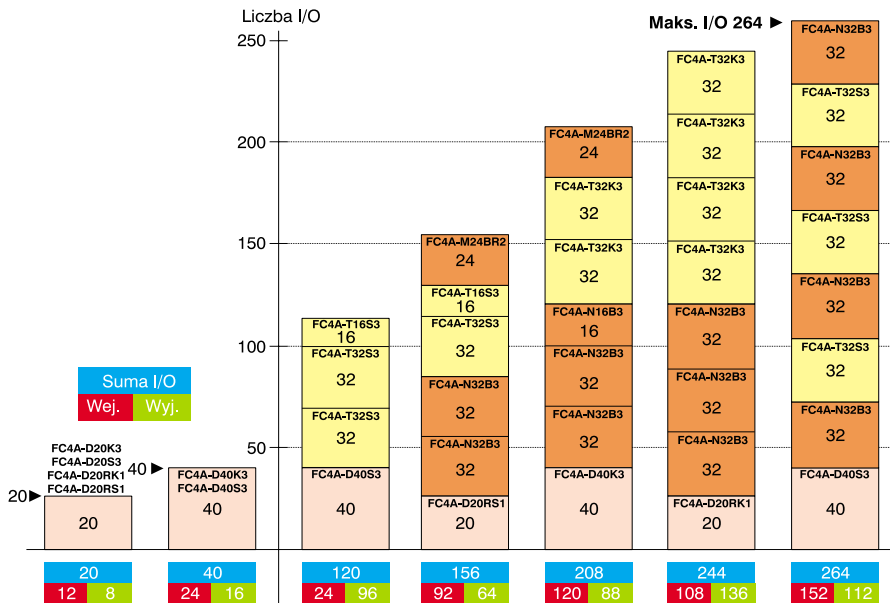 Liczba I/O
Maks. I/O 264
250
200
150
100
50
Suma I/O
Wej. Wyj.
FC4A-D20K3
FC4A-D20S3
FC4A-D20RK1
FC4A-D20RS1
20
20
40
FC4A-D40K3
FC4A-D40S3
40
FC4A-T16S3
16
FC4A-T32S3
32
FC4A-T32S3
32
FC4A-D40S3
40
FC4A-M24BR2
24
FC4A-T16S3
16
FC4A-T32S3
32
FC4A-N32B3
32
FC4A-N32B3
32
FC4A-D20RS1
20
FC4A-M24BR2
24
FC4A-T32K3
32
FC4A-T32K3
32
FC4A-N16B3
16
FC4A-N32B3
32
FC4A-N32B3
32
FC4A-D40K3
40
FC4A-T32K3
32
FC4A-T32K3
32
FC4A-T32K3
32
FC4A-T32K3
32
FC4A-N32B3
32
FC4A-N32B3
32
FC4A-N32B3
32
FC4A-D20RK1
20
FC4A-N32B3
32
FC4A-T32S3
32
FC4A-N32B3
32
FC4A-T32S3
32
FC4A-N32B3
32
FC4A-T32S3
32
FC4A-N32B3
32
FC4A-D40S3
40
20 40 120 156 208 244 264
12 8 24 16 24 96 92 64 120 88 108 136 152 112